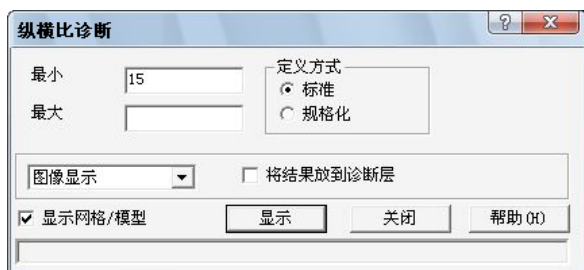 纵横比诊断
最小 15
最大
定义方式
标准
规格化
图像显示
将结果放到诊断层
显示网格/模型
显示 关闭 帮助(H)